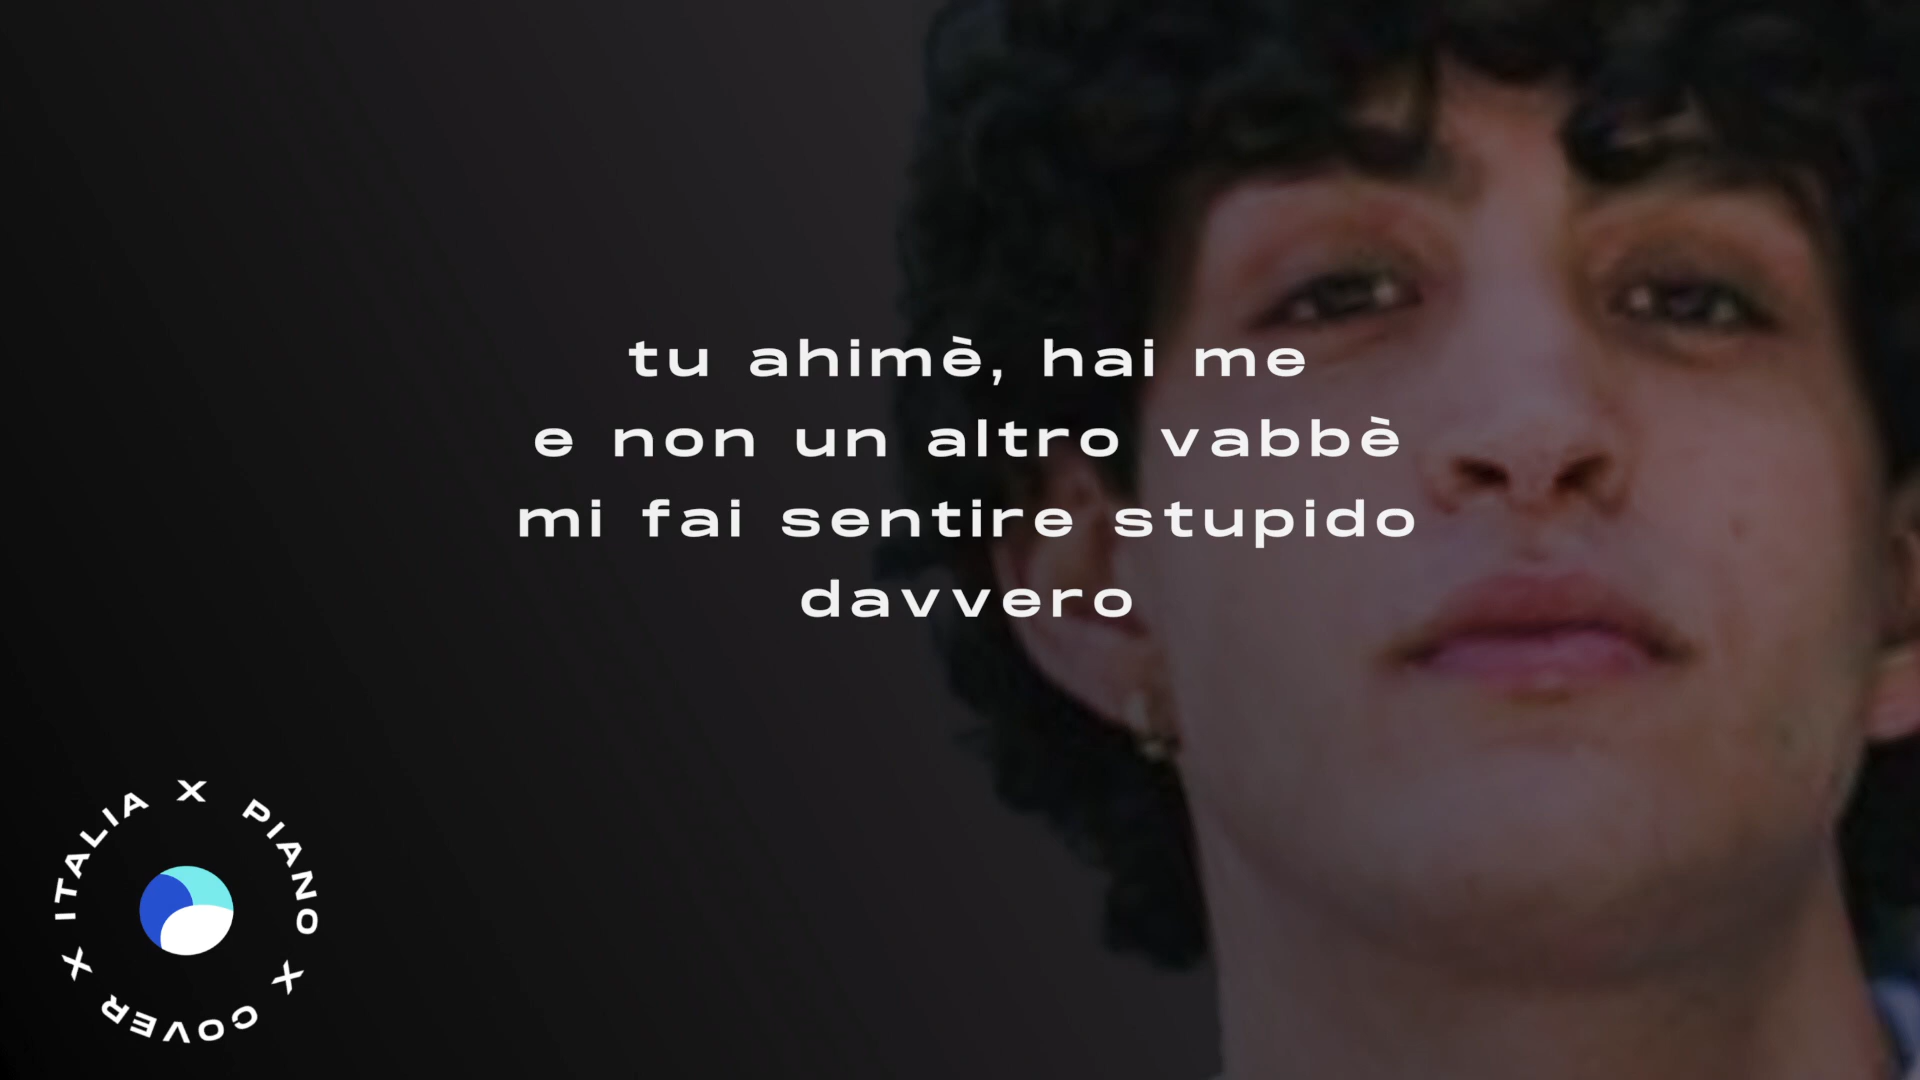 tu ahimè, hai me
e non un altro vabbè
mi fai sentire stupido
davvero
ITALIA X PIANO X COVER X